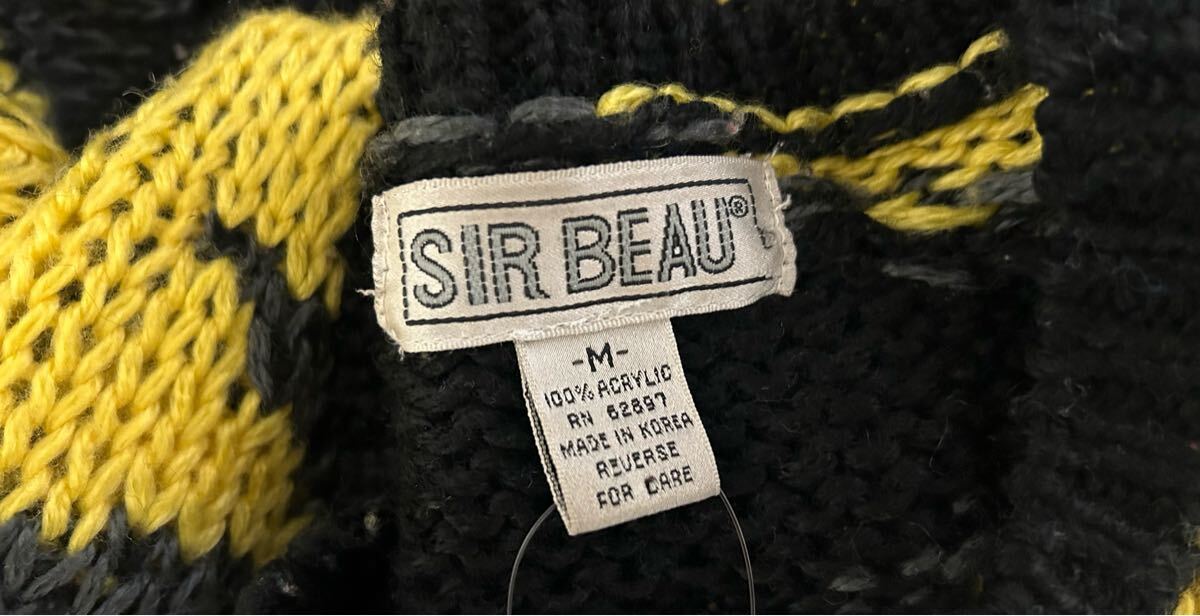 SIR BEAU®
-M-
100% ACRYLIC
RN 62897
MADE IN KOREA
REVERSE
FOR CARE